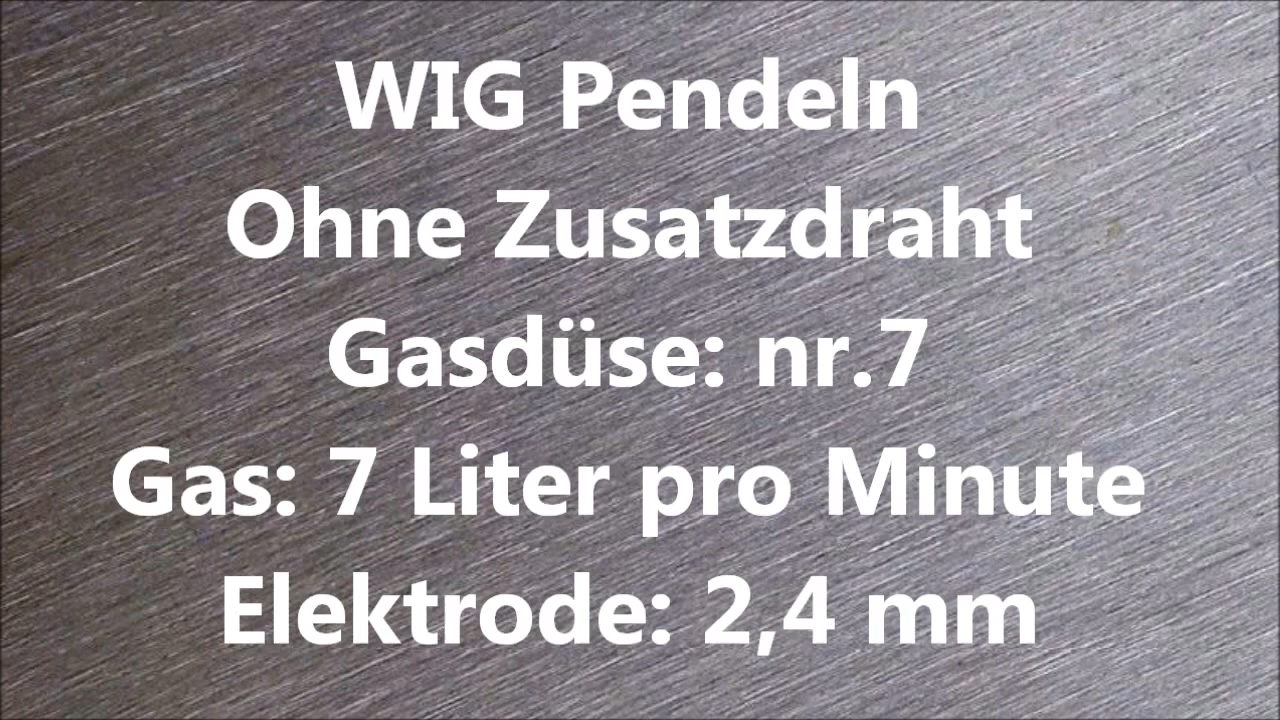 WIG Pendeln
Ohne Zusatzdraht
Gasdüse: nr.7
Gas: 7 Liter pro Minute
Elektrode: 2,4 mm